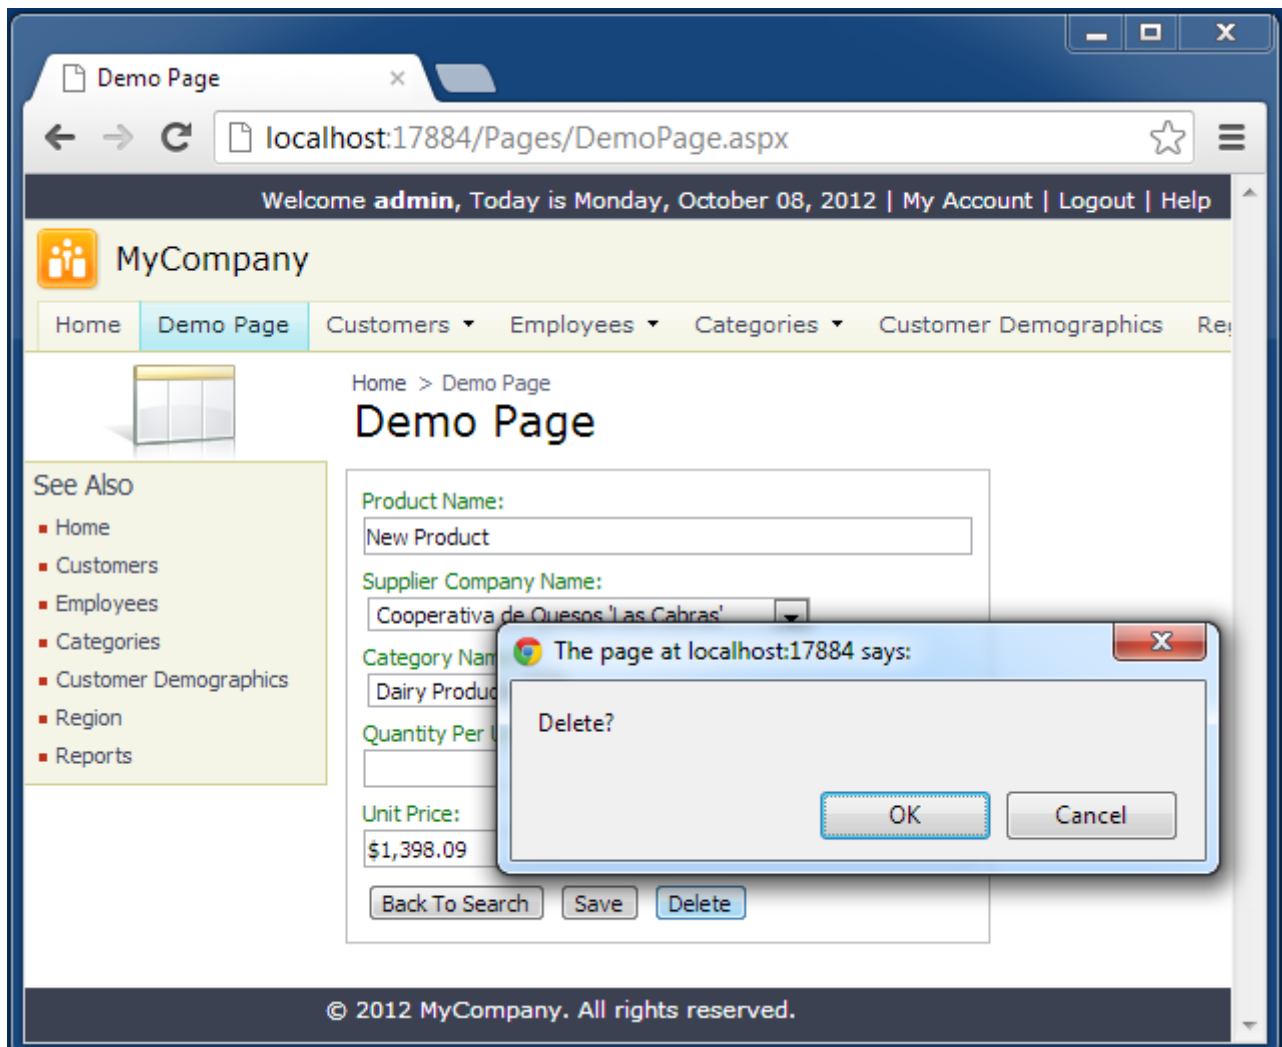 Demo Page
localhost:17884/Pages/DemoPage.aspx
Welcome admin, Today is Monday, October 08, 2012 | My Account | Logout | Help
MyCompany
Home Demo Page Customers Employees Categories Customer Demographics
Home > Demo Page
Demo Page
See Also
Home
Customers
Employees
Categories
Customer Demographics
Region
Reports
Product Name:
New Product
Supplier Company Name:
Cooperativa de Quesos 'Las Cabras'
Category
Dairy
Quantity Per
Unit Price:
$1,398.09
Back To Search Save Delete
The page at localhost:17884 says:
Delete?
OK Cancel
© 2012 MyCompany. All rights reserved.